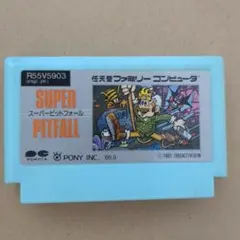 R55V5903
任天堂ファミリーコンピュータ
SUPER
スーパーピットフォール
PITFALL
PONY INC.